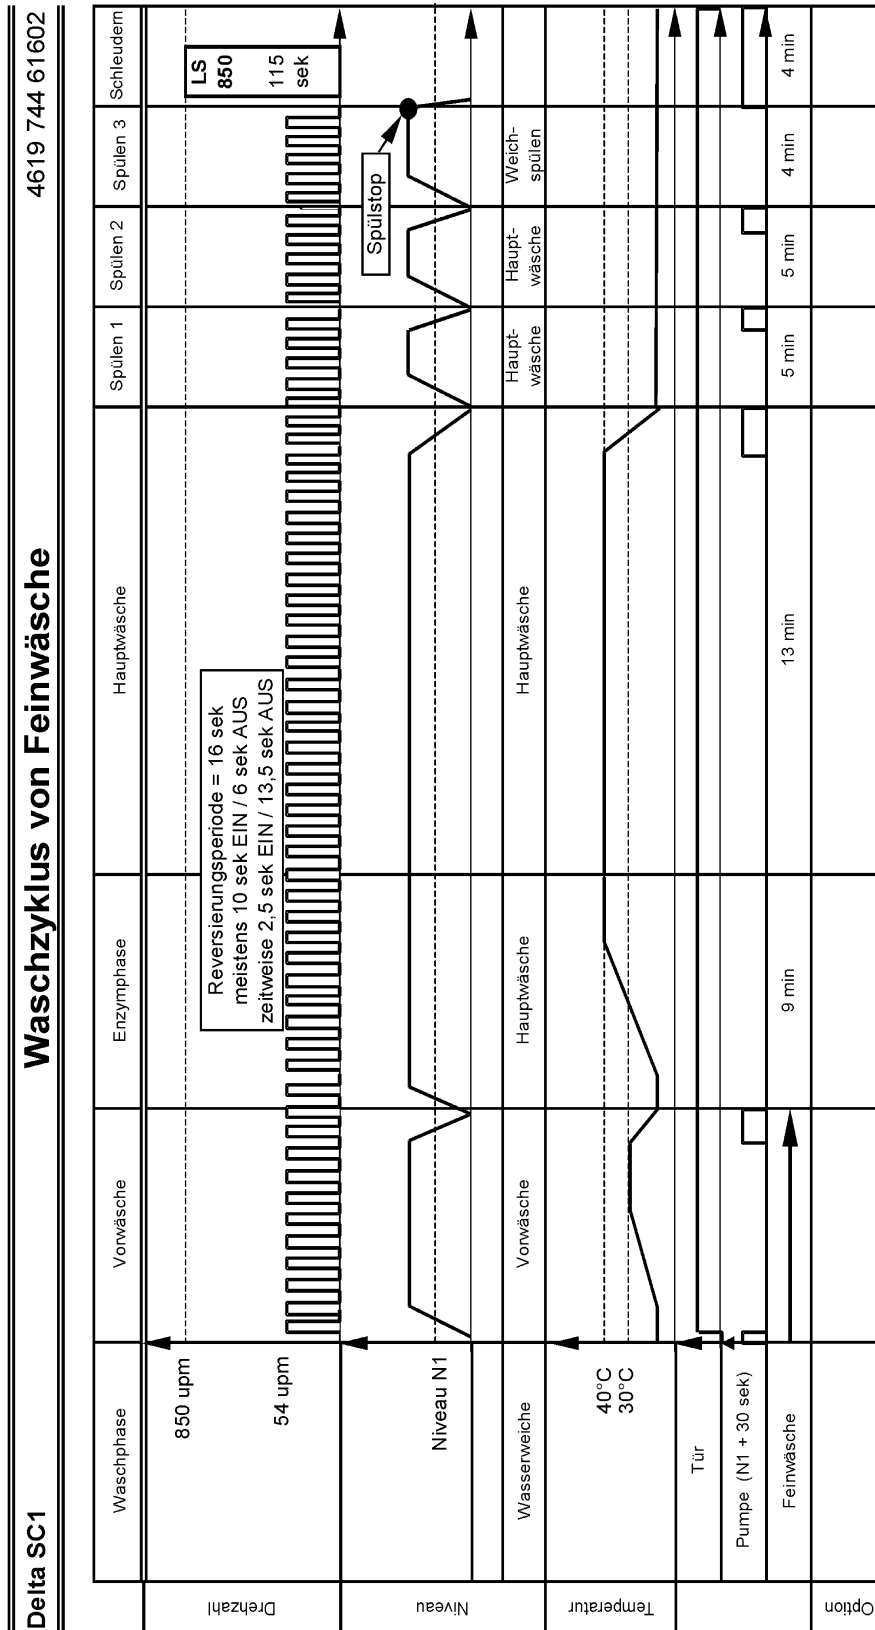 Delta SC1
Waschzyklus von Feinwäsche
4619 744 61602
Waschphase
Vorwäsche
Enzymphase
Hauptwäsche
Spülen 1
Spülen 2
Spülen 3
Schleudern
Drehzahl
850 upm
54 upm
Reversierungsperiode = 16 sek
meistens 10 sek EIN / 6 sek AUS
zeitweise 2,5 sek EIN / 13,5 sek AUS
LS
850
115
sek
Niveau
Niveau N1
Spülstop
Wasserweiche
Vorwäsche
Hauptwäsche
Hauptwäsche
Haupt-
wäsche
Haupt-
wäsche
Weich-
spülen
Temperatur
40°C
30°C
Tür
Pumpe (N1 + 30 sek)
Feinwäsche
9 min
13 min
5 min
5 min
4 min
4 min
Option